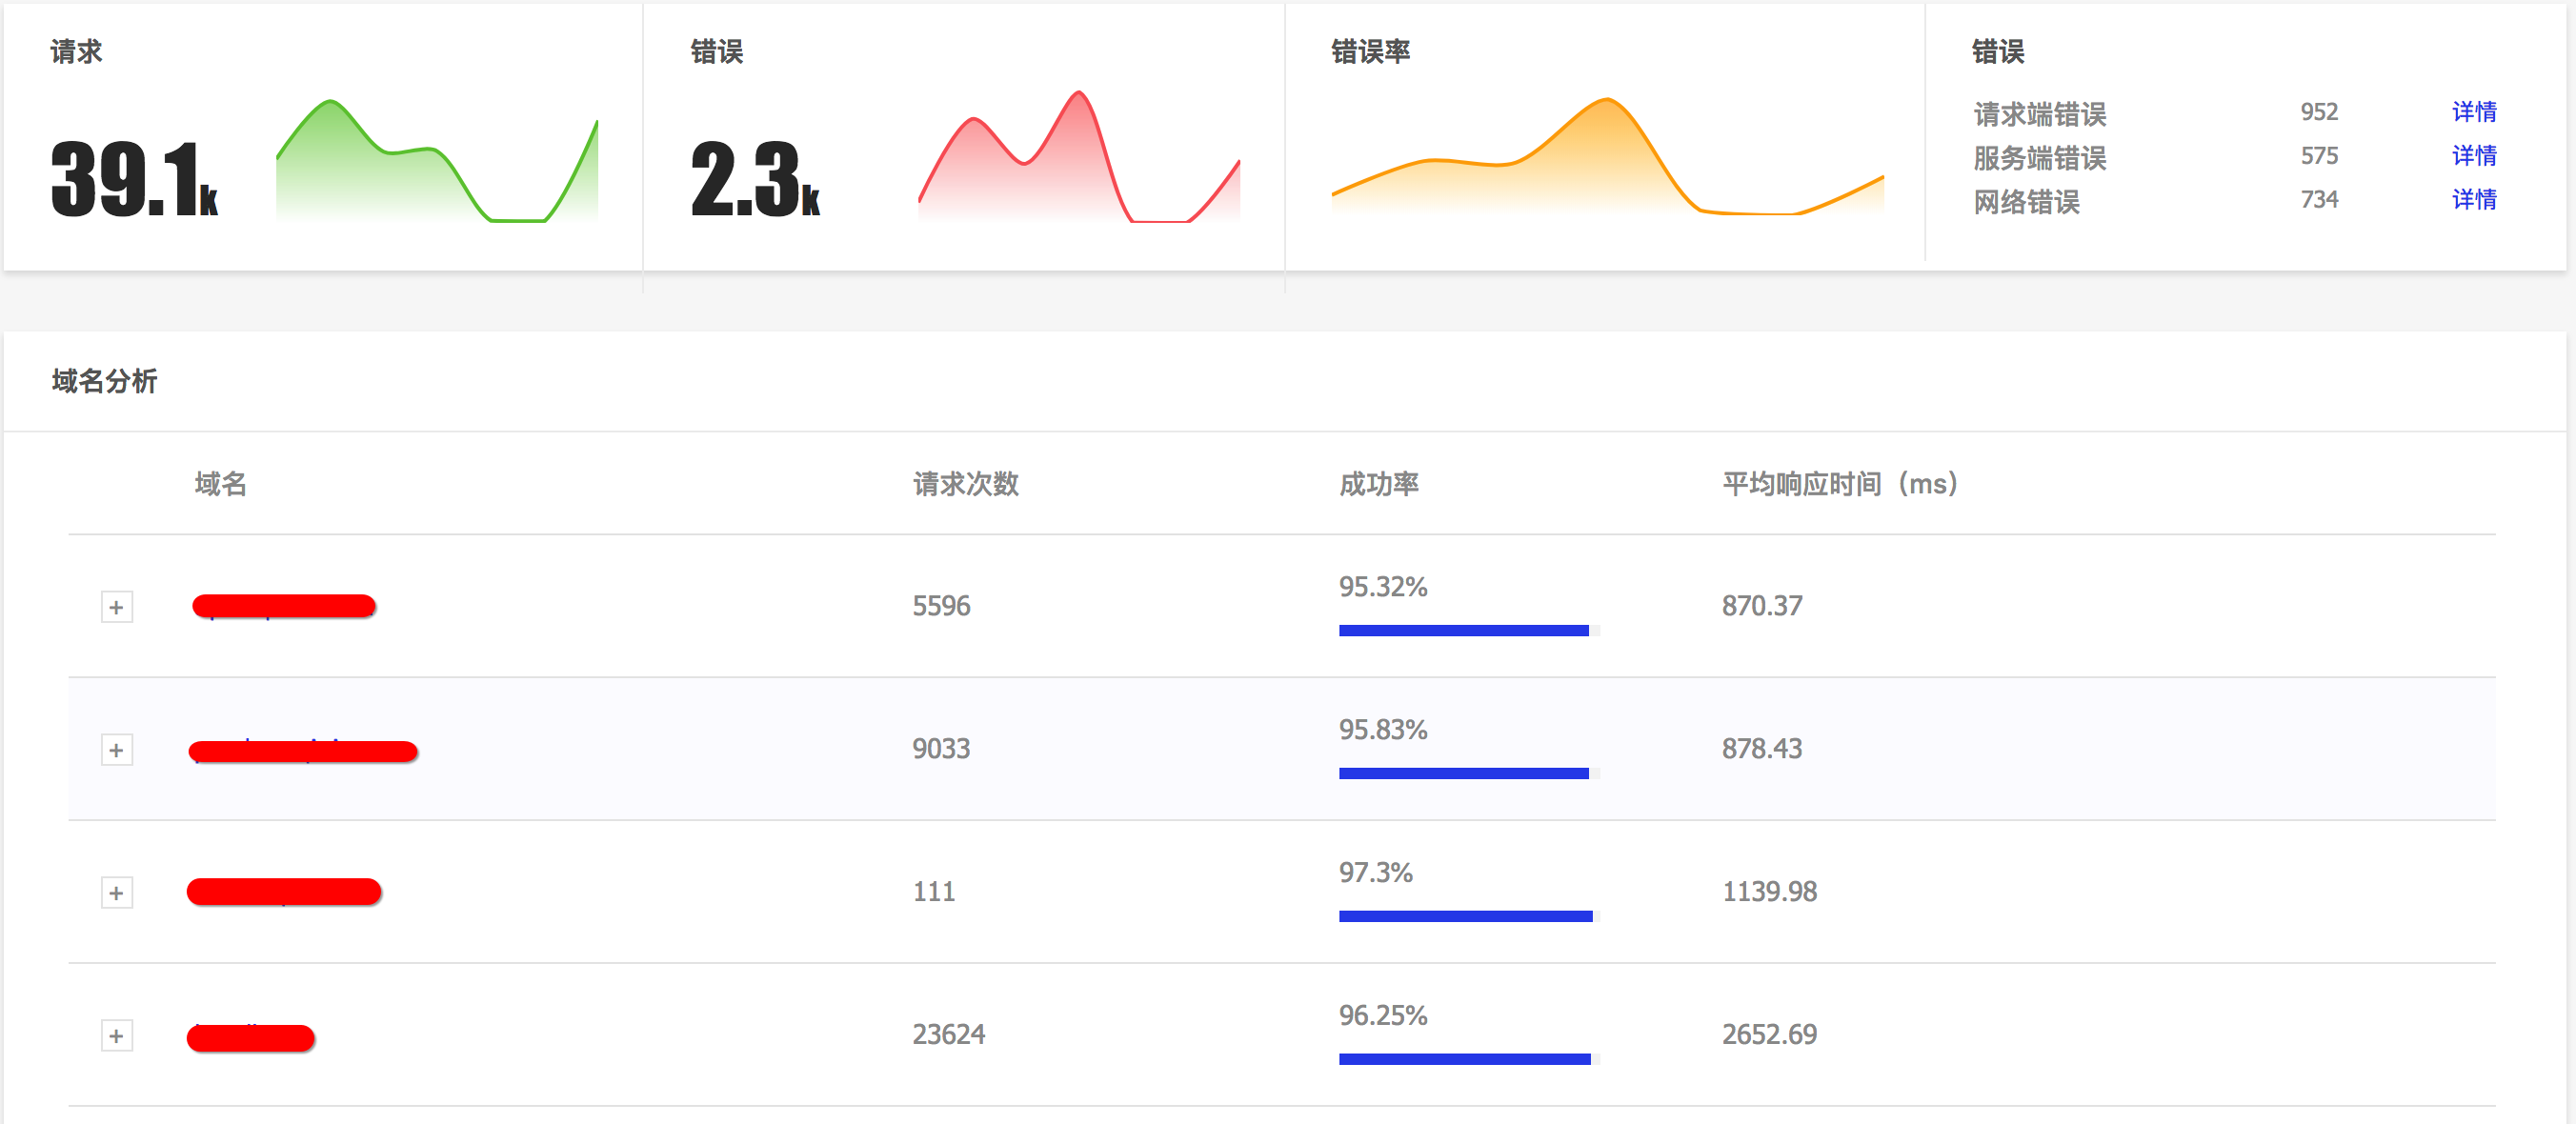 请求
39.1k
错误
2.3k
错误率
错误
请求端错误 952 详情
服务端错误 575 详情
网络错误 734 详情
域名分析
域名 请求次数 成功率 平均响应时间（ms）
+ 5596 95.32% 870.37
+ 9033 95.83% 878.43
+ 111 97.3% 1139.98
+ 23624 96.25% 2652.69